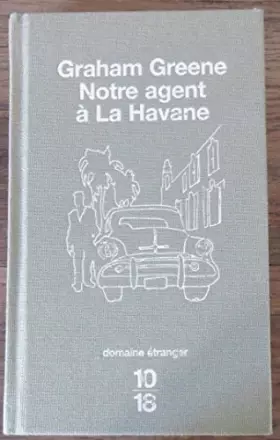 Graham Greene
Notre agent
à La Havane
domaine étranger
10
18